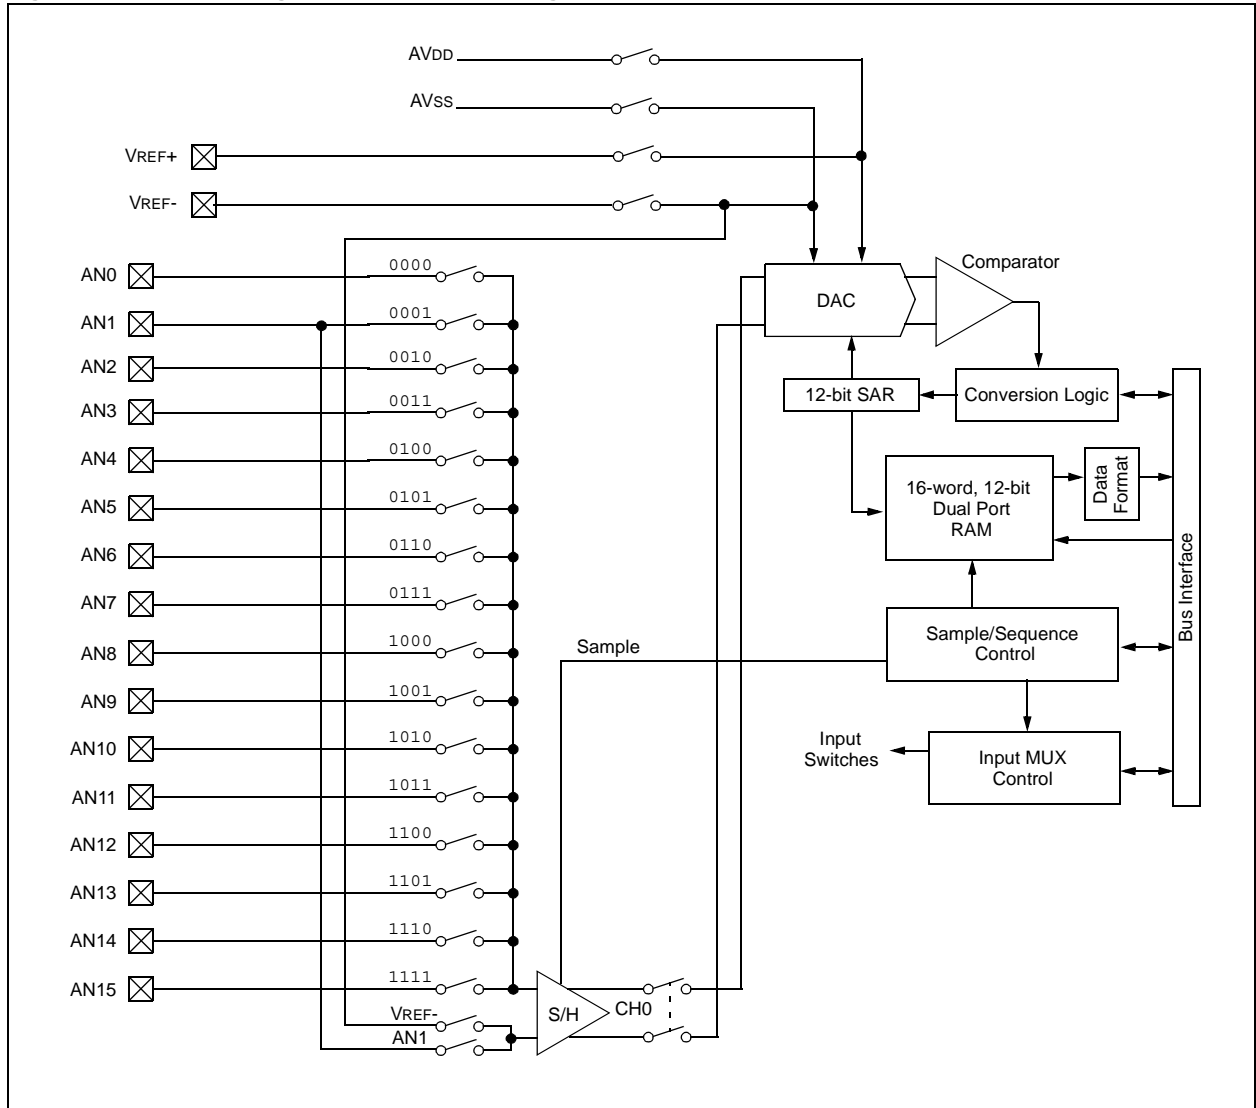 AVDD
AVSS
VREF+
VREF-
AN0 0000
AN1 0001
AN2 0010
AN3 0011
AN4 0100
AN5 0101
AN6 0110
AN7 0111
AN8 1000
AN9 1001
AN10 1010
AN11 1011
AN12 1100
AN13 1101
AN14 1110
AN15 1111
VREF-
AN1
S/H
CH0
Sample
DAC
Comparator
12-bit SAR
Conversion Logic
16-word, 12-bit
Dual Port
RAM
Data
Format
Bus Interface
Sample/Sequence
Control
Input
Switches
Input MUX
Control